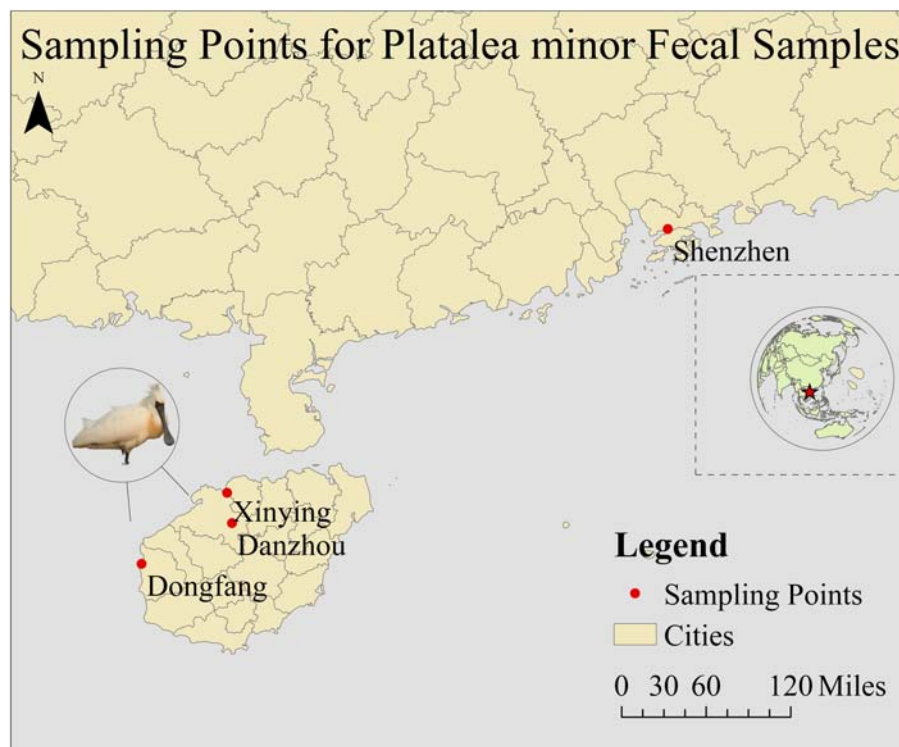 Sampling Points for Platalea minor Fecal Samples
N
Shenzhen
Xinying
Danzhou
Dongfang
Legend
Sampling Points
Cities
0 30 60 120 Miles